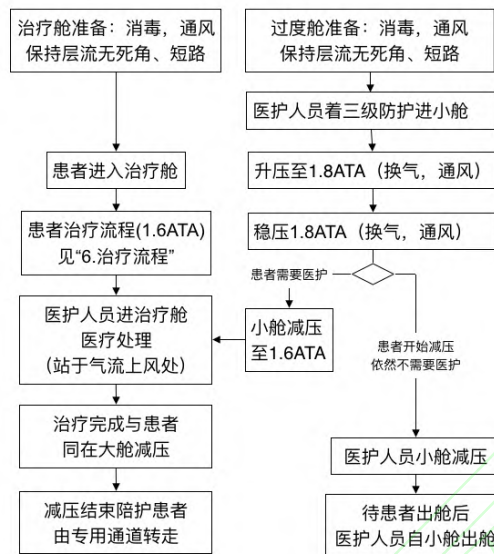 治疗舱准备：消毒，通风
保持层流无死角、短路
患者进入治疗舱
患者治疗流程(1.6ATA)
见“6.治疗流程”
医护人员进治疗舱
医疗处理
(站于气流上风处)
治疗完成与患者
同在大舱减压
减压结束陪护患者
由专用通道转走
过度舱准备：消毒，通风
保持层流无死角、短路
医护人员着三级防护进小舱
升压至1.8ATA（换气，通风）
稳压1.8ATA（换气，通风）
患者需要医护
小舱减压
至1.6ATA
患者开始减压
依然不需要医护
医护人员小舱减压
待患者出舱后
医护人员自小舱出舱